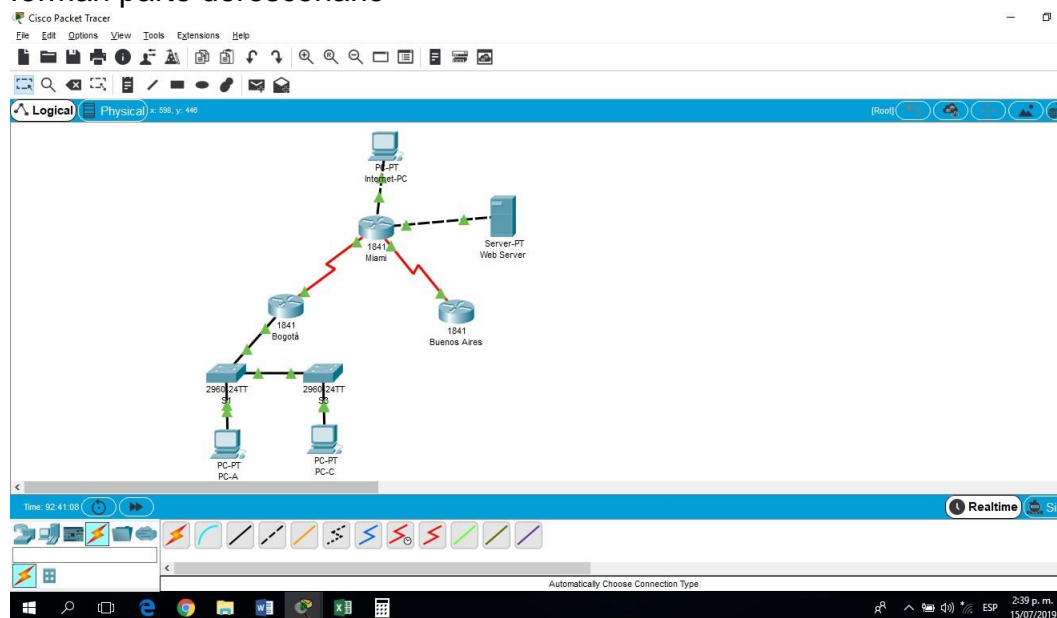 Cisco Packet Tracer
File Edit Options View Tools Extensions Help
Logical Physical x: 598, y: 446 [Root]
PC-PT
Internet-PC
1841
Miami
Server-PT
Web Server
1841
Bogotá
1841
Buenos Aires
2960-24TT
S1
2960-24TT
S3
PC-PT
PC-A
PC-PT
PC-C
Time: 92:41:08 Realtime
Automatically Choose Connection Type
ESP
2:39 p. m.
15/07/2019